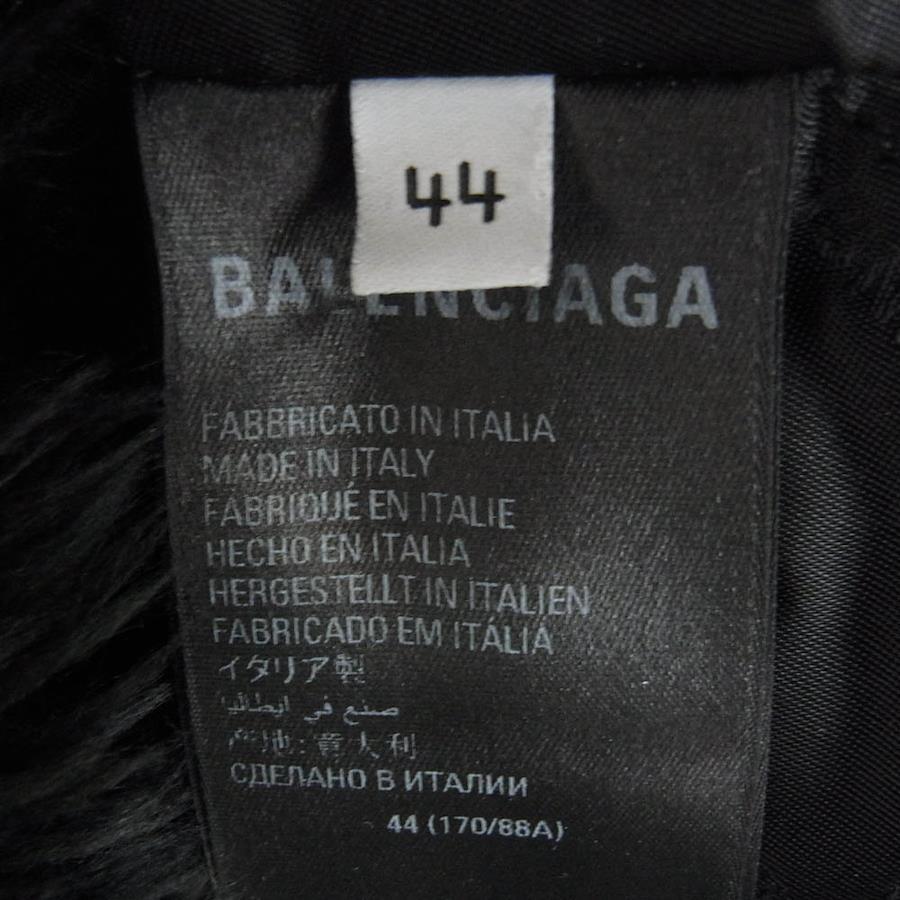 44
BALENCIAGA
FABBRICATO IN ITALIA
MADE IN ITALY
FABRIQUÉ EN ITALIE
HECHO EN ITALIA
HERGESTELLT IN ITALIEN
FABRICADO EM ITÁLIA
イタリア製
صنع في ايطاليا
产地:意大利
СДЕЛАНО В ИТАЛИИ
44 (170/88A)